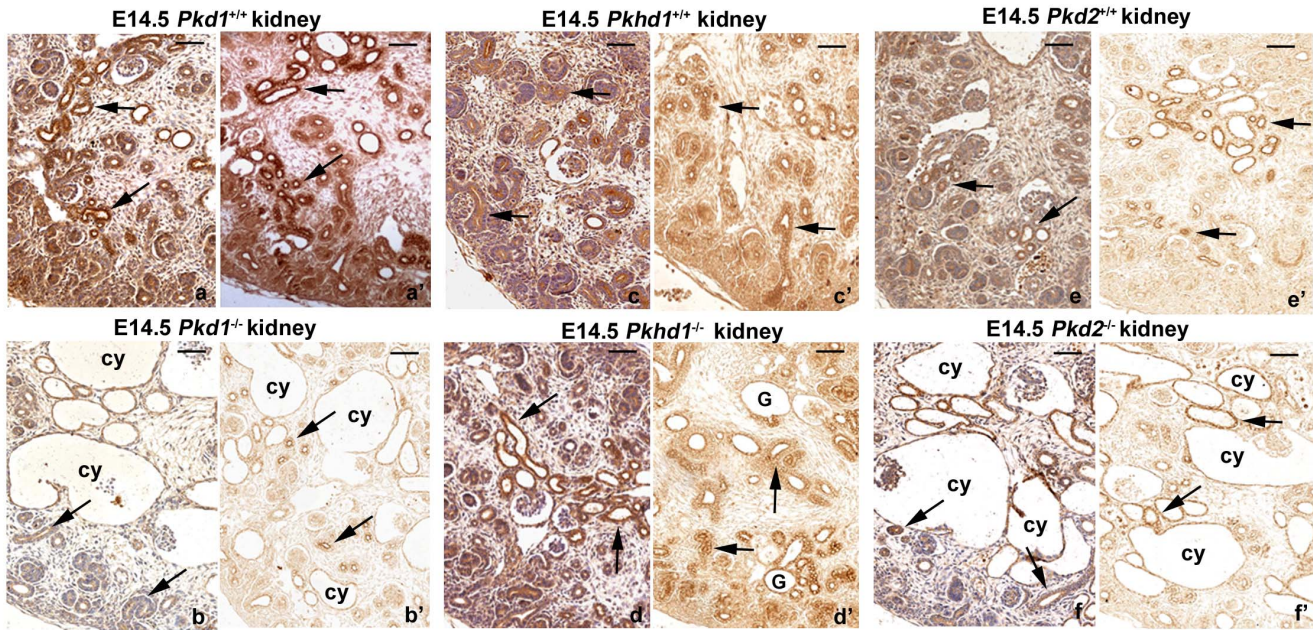 E14.5 Pkd1+/+ kidney
E14.5 Pkhd1+/+ kidney
E14.5 Pkd2+/+ kidney
a
a'
c
c'
e
e'
E14.5 Pkd1-/- kidney
E14.5 Pkhd1-/- kidney
E14.5 Pkd2-/- kidney
cy
cy
b
cy
cy
cy
b'
d
G
G
d'
cy
cy
f
cy
cy
f'